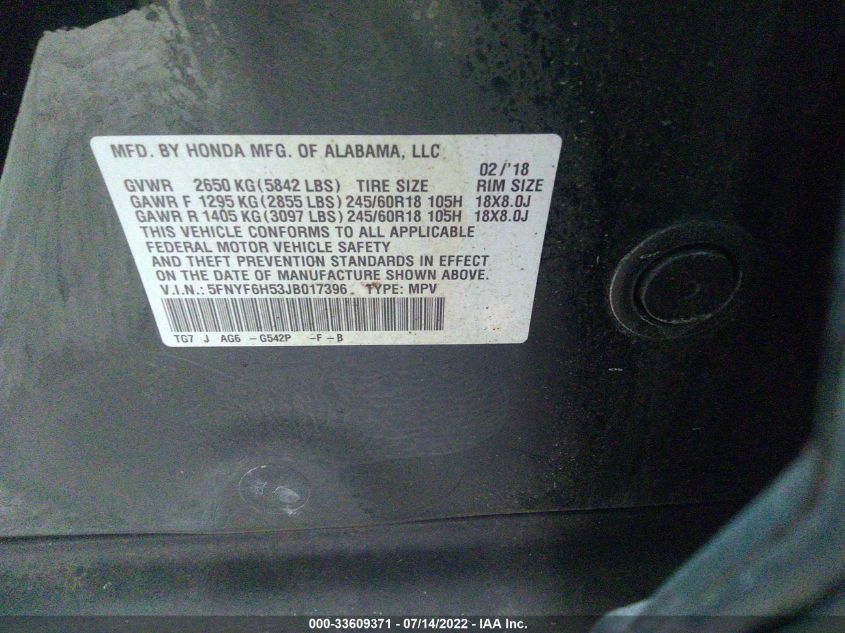 MFD. BY HONDA MFG. OF ALABAMA, LLC
02/'18
GVWR 2650 KG(5842 LBS) TIRE SIZE RIM SIZE
GAWR F 1295 KG(2855 LBS)245/60R18 105H 18X8.0J
GAWR R 1405 KG(3097 LBS)245/60R18 105H 18X8.0J
THIS VEHICLE CONFORMS TO ALL APPLICABLE
FEDERAL MOTOR VEHICLE SAFETY
AND THEFT PREVENTION STANDARDS IN EFFECT
ON THE DATE OF MANUFACTURE SHOWN ABOVE.
V.I.N.: 5FNYF6H53JB017396 TYPE: MPV
TG7 J AG6 -G542P -F-B
000-33609371 - 07/14/2022 - IAA Inc.